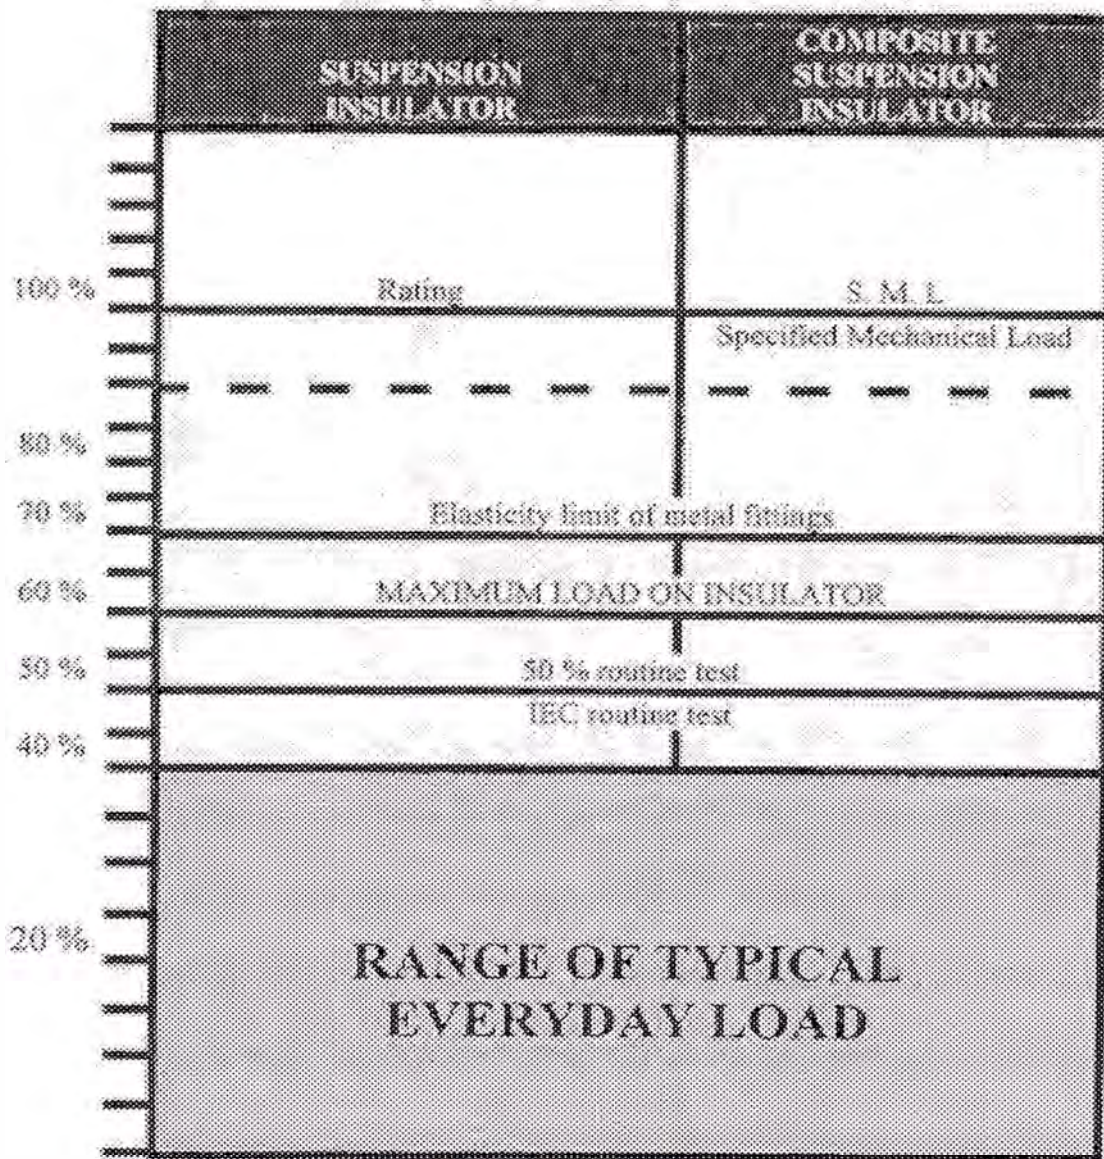 SUSPENSION
INSULATOR
COMPOSITE
SUSPENSION
INSULATOR
100 %
Rating
S. M. L
Specified Mechanical Load
80 %
70 %
Elasticity limit of metal fittings
60 %
MAXIMUM LOAD ON INSULATOR
50 %
50 % routine test
IEC routine test
40 %
20 %
RANGE OF TYPICAL
EVERYDAY LOAD